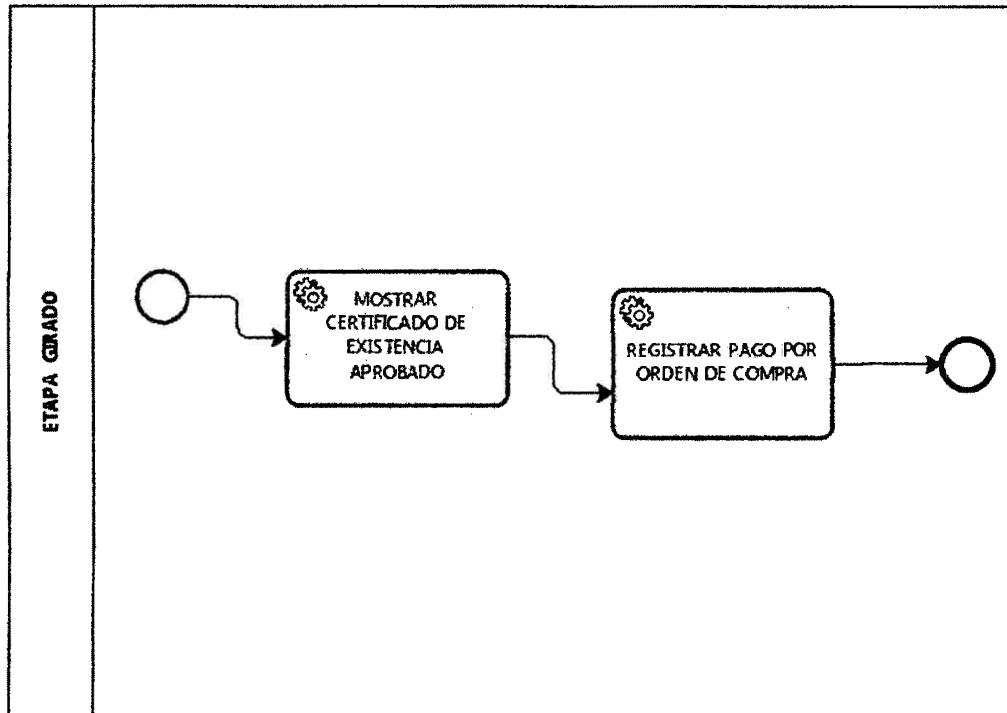 ETAPA GIRADO
MOSTRAR
CERTIFICADO DE
EXISTENCIA
APROBADO
REGISTRAR PAGO POR
ORDEN DE COMPRA